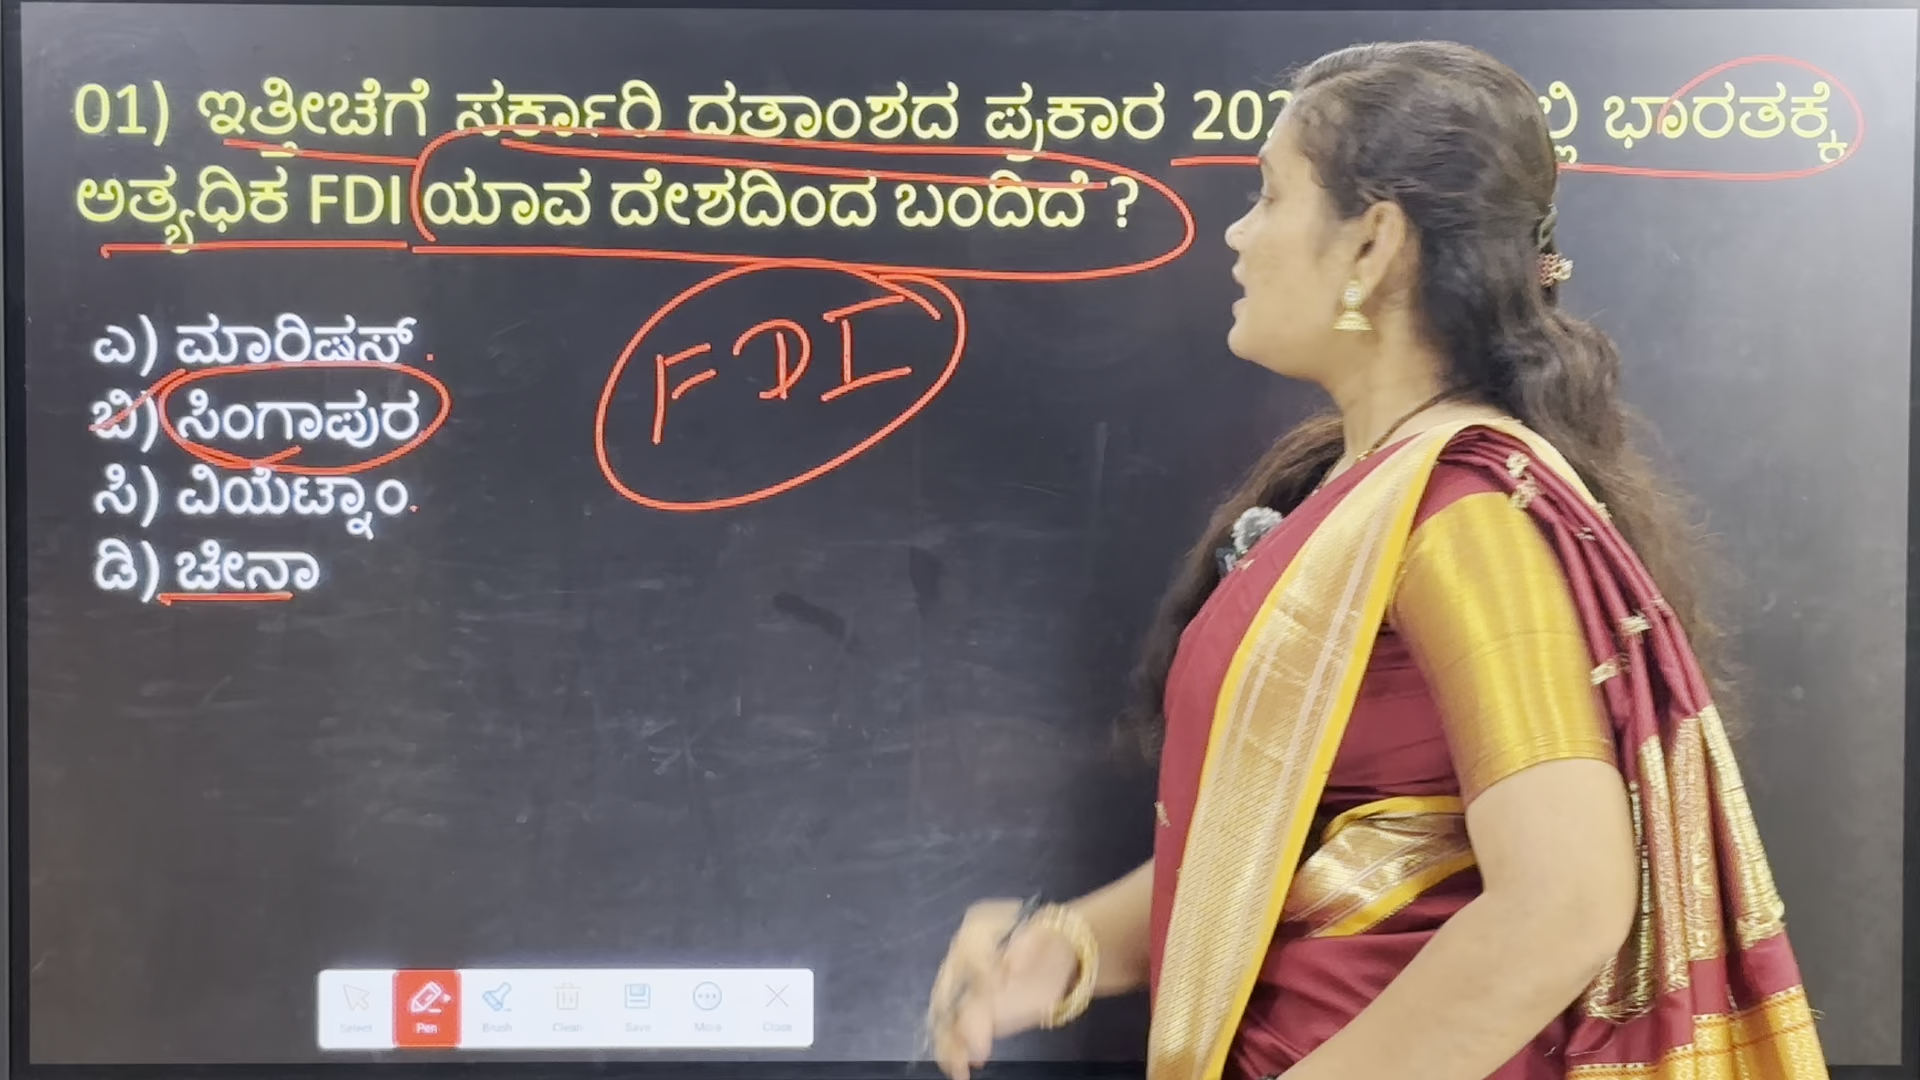 01) ಇತ್ತೀಚೆಗೆ ಸರ್ಕಾರಿ ದತಾಂಶದ ಪ್ರಕಾರ ಭಾರತಕ್ಕೆ
ಅತ್ಯಧಿಕ FDI ಯಾವ ದೇಶದಿಂದ ಬಂದಿದೆ ?
FDI
ಎ) ಮಾರಿಷಸ್
ಬಿ) ಸಿಂಗಾಪುರ
ಸಿ) ವಿಯೆಟ್ನಾಂ
ಡಿ) ಚೀನಾ
Select Pen Brush Clean Save More Close